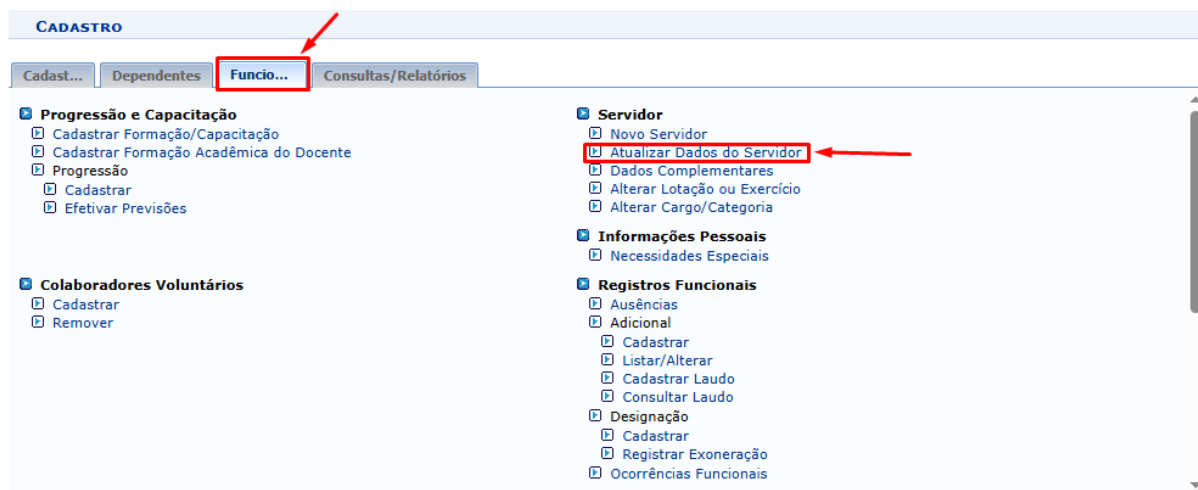 CADASTRO
Cadast... Dependentes Funcio... Consultas/Relatórios
Progressão e Capacitação
Cadastrar Formação/Capacitação
Cadastrar Formação Acadêmica do Docente
Progressão
Cadastrar
Efetivar Previsões
Colaboradores Voluntários
Cadastrar
Remover
Servidor
Novo Servidor
Atualizar Dados do Servidor
Dados Complementares
Alterar Lotação ou Exercício
Alterar Cargo/Categoria
Informações Pessoais
Necessidades Especiais
Registros Funcionais
Ausências
Adicional
Cadastrar
Listar/Alterar
Cadastrar Laudo
Consultar Laudo
Designação
Cadastrar
Registrar Exoneração
Ocorrências Funcionais